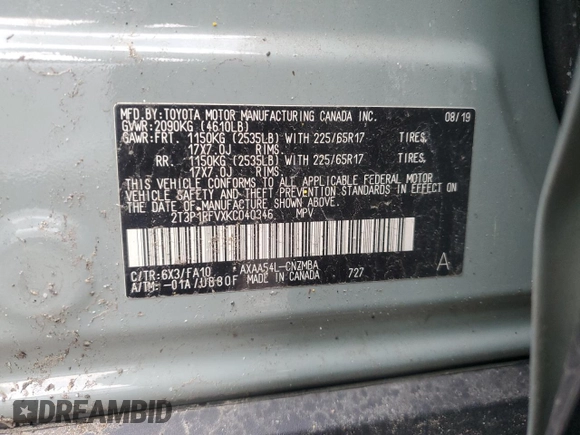 MFD.BY:TOYOTA MOTOR MANUFACTURING CANADA INC. 08/19
GVWR:2090KG (4610LB)
GAWR:FRT. 1150KG (2535LB) WITH 225/65R17 TIRES,
17X7.0J RIMS.
RR. 1150KG (2535LB) WITH 225/65R17 TIRES,
17X7.0J RIMS.
THIS VEHICLE CONFORMS TO ALL APPLICABLE FEDERAL MOTOR
VEHICLE SAFETY AND THEFT PREVENTION STANDARDS IN EFFECT ON
THE DATE OF MANUFACTURE SHOWN ABOVE.
2T3P1RFVXKC040346 MPV
C/TR:6X3/FA10 AXAA54L-CNZMBA A
A/TM:-01A/UB80F MADE IN CANADA 727
DREAMBID